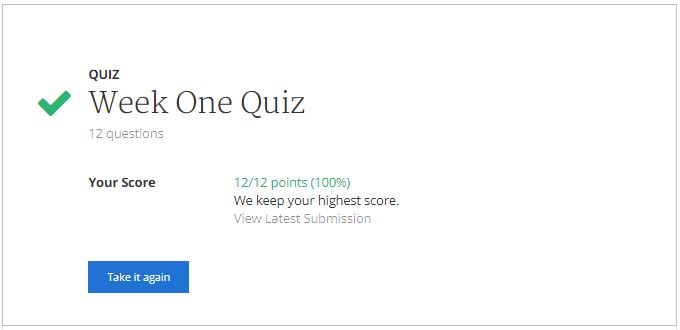 QUIZ
Week One Quiz
12 questions
Your Score
12/12 points (100%)
We keep your highest score.
View Latest Submission
Take it again